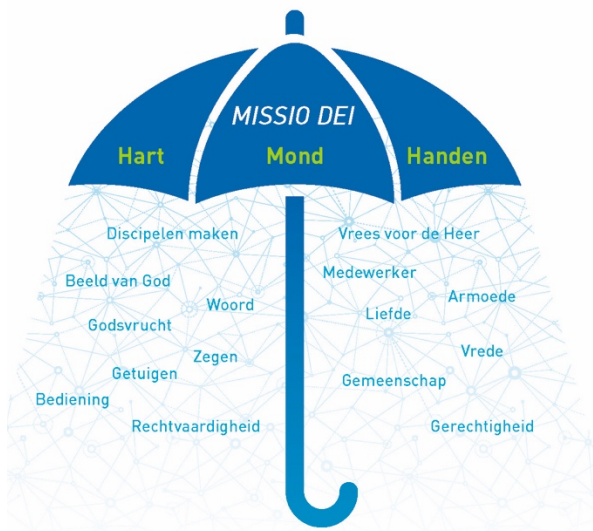 MISSIO DEI
Hart
Mond
Handen
Discipelen maken
Vrees voor de Heer
Beeld van God
Medewerker
Woord
Armoede
Godsvrucht
Liefde
Zegen
Vrede
Getuigen
Gemeenschap
Bediening
Rechtvaardigheid
Gerechtigheid